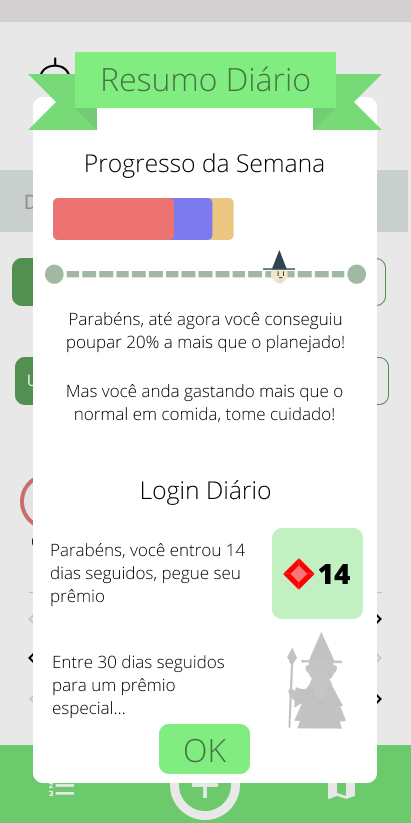 Resumo Diário
Progresso da Semana
Parabéns, até agora você conseguiu
poupar 20% a mais que o planejado!
Mas você anda gastando mais que o
normal em comida, tome cuidado!
Login Diário
Parabéns, você entrou 14
dias seguidos, pegue seu
prêmio
14
Entre 30 dias seguidos
para um prêmio
especial...
OK